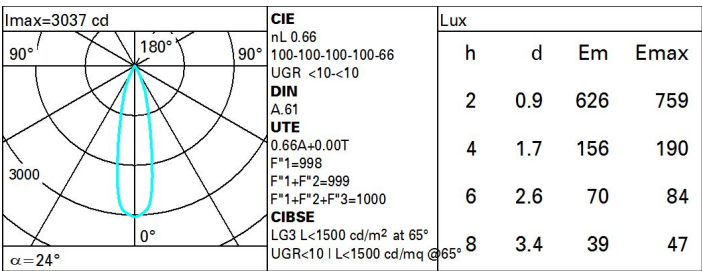 Imax=3037 cd
90°
180°
90°
3000
0°
α=24°
CIE
nL 0.66
100-100-100-100-66
UGR <10-<10
DIN
A.61
UTE
0.66A+0.00T
F"1=998
F"1+F"2=999
F"1+F"2+F"3=1000
CIBSE
LG3 L<1500 cd/m² at 65°
UGR<10 | L<1500 cd/mq @65°
Lux
h d Em Emax
2 0.9 626 759
4 1.7 156 190
6 2.6 70 84
8 3.4 39 47